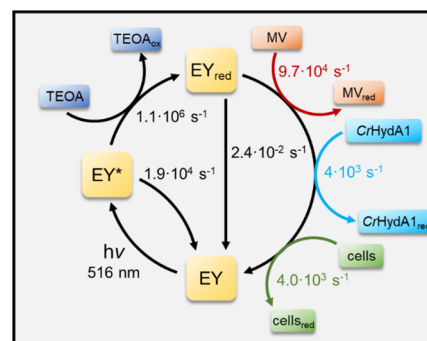 TEOAox
MV
EYred
9.7·10⁴ s⁻¹
TEOA
MVred
1.1·10⁶ s⁻¹
CrHydA1
2.4·10⁻² s⁻¹
EY*
1.9·10⁴ s⁻¹
4·10³ s⁻¹
CrHydA1red
hν
516 nm
EY
cells
4.0·10³ s⁻¹
cellsred